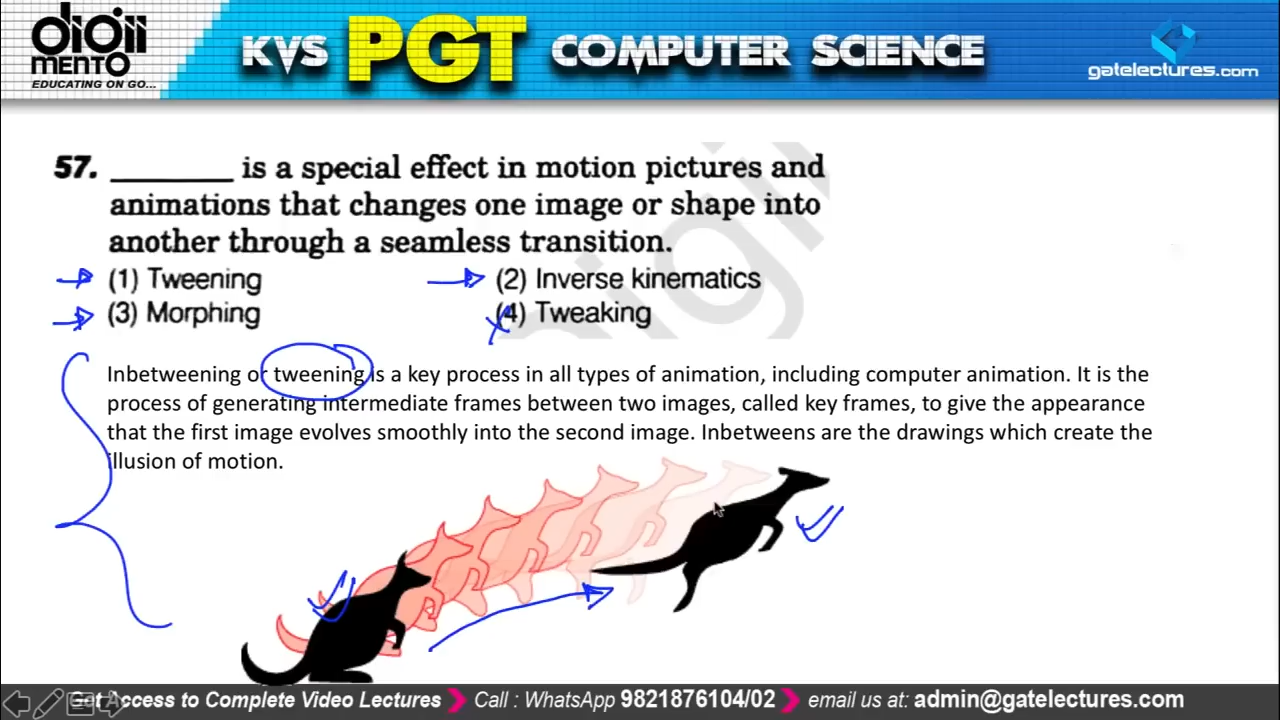 digii
MENTO
EDUCATING ON GO...
KVS PGT COMPUTER SCIENCE
gatelectures.com
57. ________ is a special effect in motion pictures and
animations that changes one image or shape into
another through a seamless transition.
(1) Tweening (2) Inverse kinematics
(3) Morphing (4) Tweaking
Inbetweening or tweening is a key process in all types of animation, including computer animation. It is the
process of generating intermediate frames between two images, called key frames, to give the appearance
that the first image evolves smoothly into the second image. Inbetweens are the drawings which create the
illusion of motion.
Get Access to Complete Video Lectures Call : WhatsApp 9821876104/02 email us at: admin@gatelectures.com